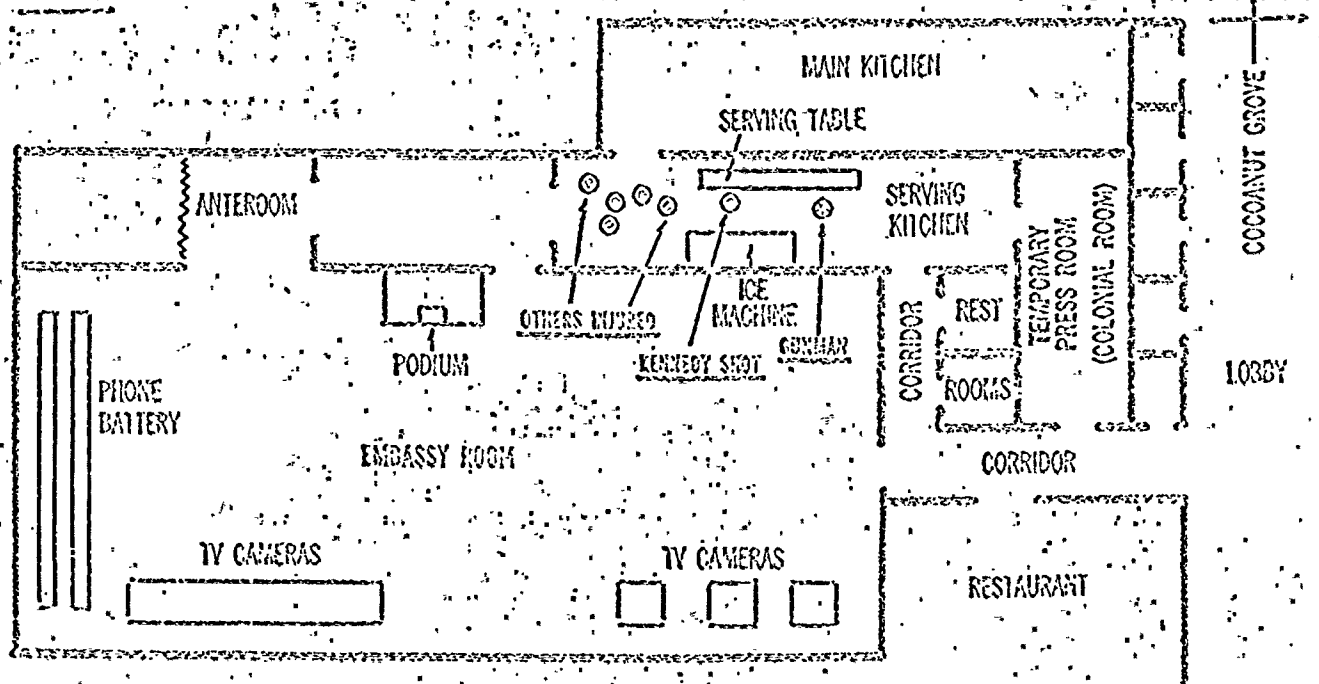 MAIN KITCHEN
SERVING TABLE
COCOANUT GROVE
ANTEROOM
SERVING
KITCHEN
TEMPORARY
PRESS ROOM
(COLONIAL ROOM)
OTHERS INJURED
ICE
MACHINE
CORRIDOR
REST
PODIUM
KENNEDY SHOT
GUNMAN
LOBBY
PHONE
BATTERY
ROOMS
EMBASSY ROOM
CORRIDOR
TV CAMERAS
TV CAMERAS
RESTAURANT